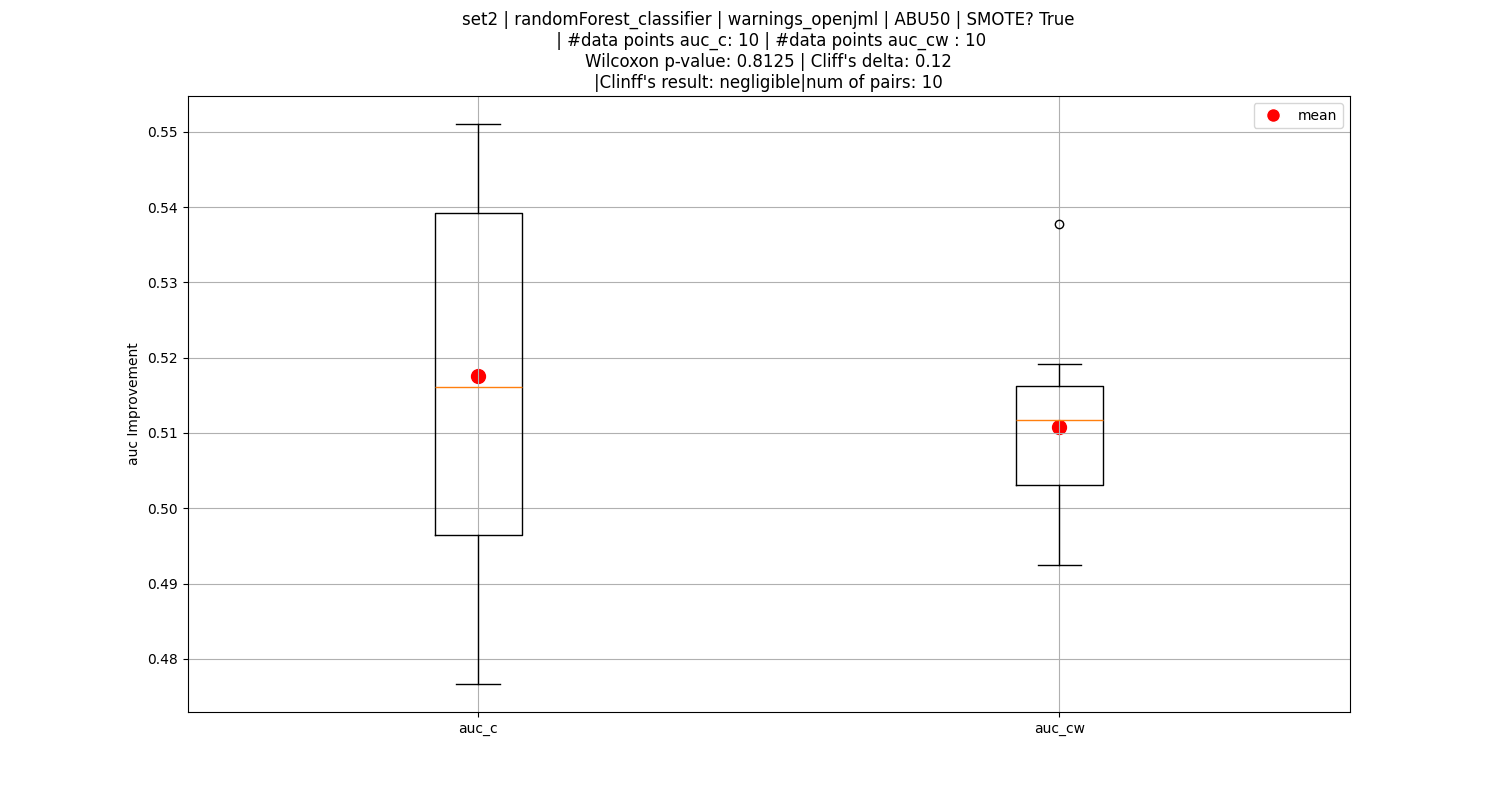 set2 | randomForest_classifier | warnings_openjml | ABU50 | SMOTE? True
| #data points auc_c: 10 | #data points auc_cw : 10
Wilcoxon p-value: 0.8125 | Cliff's delta: 0.12
|Clinff's result: negligible|num of pairs: 10
mean
0.55
0.54
0.53
0.52
0.51
0.50
0.49
0.48
auc Improvement
auc_c
auc_cw